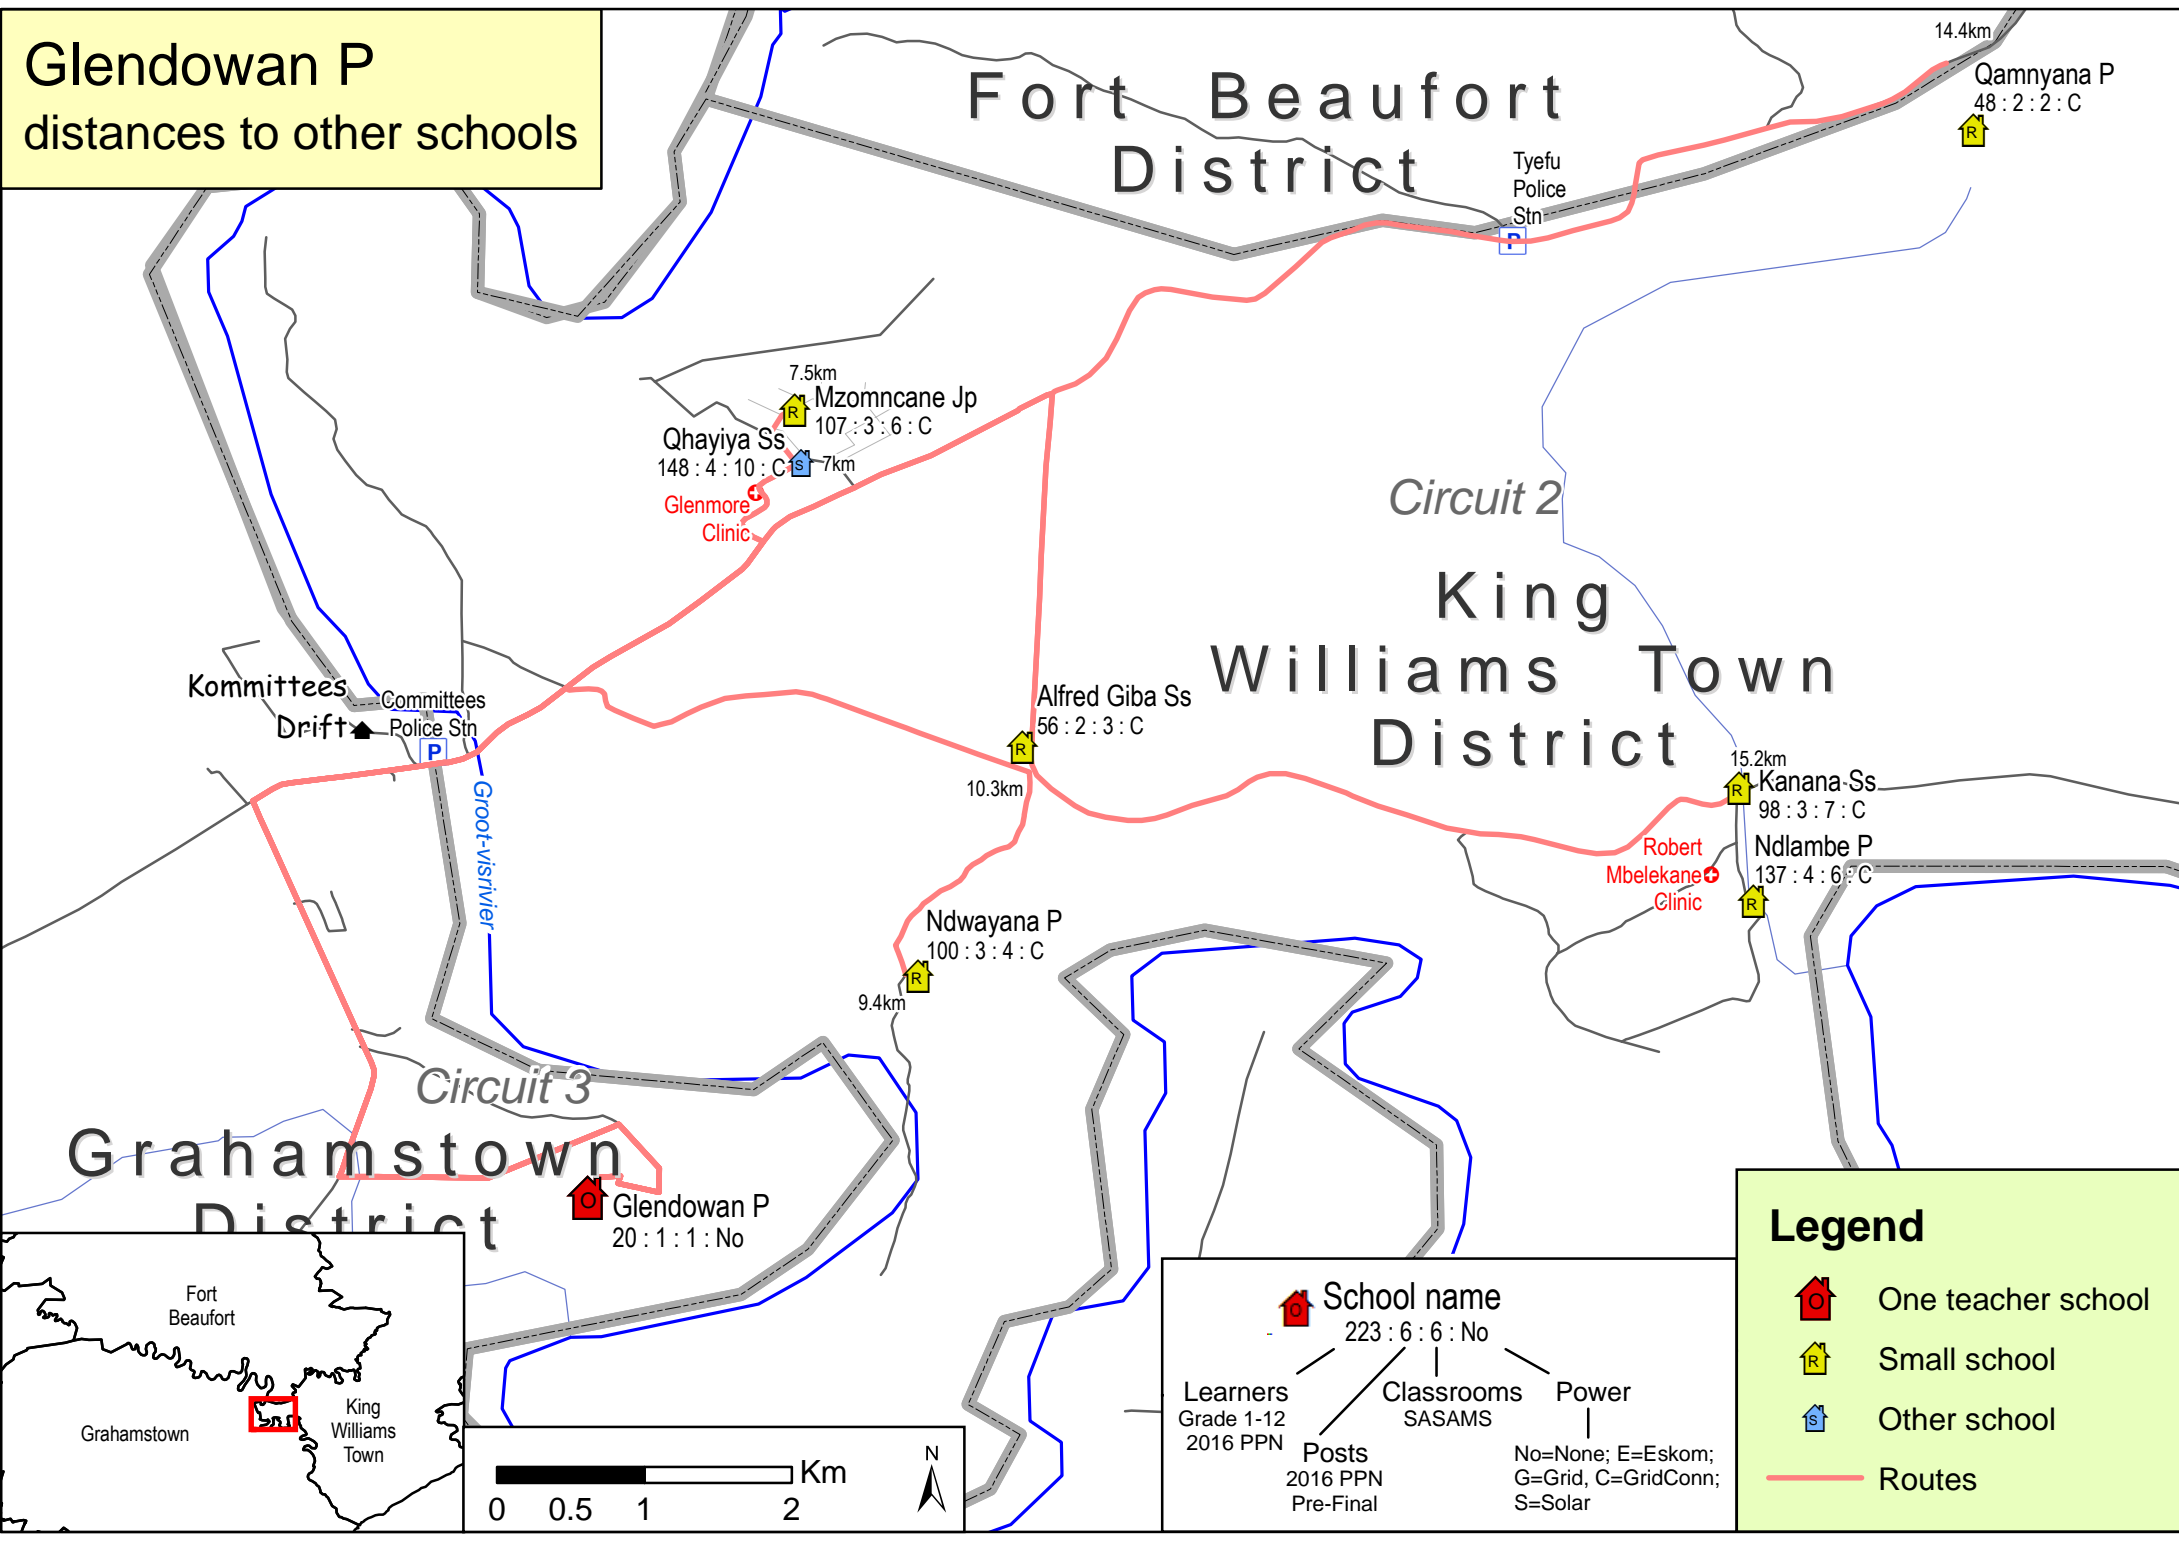 Glendowan P
distances to other schools
Fort Beaufort
District
14.4km
Qamnyana P
48 : 2 : 2 : C
R
Tyefu
Police
Stn
P
7.5km
Mzomncane Jp
107 : 3 : 6 : C
R
Qhayiya Ss
148 : 4 : 10 : C
S
7km
Glenmore
Clinic
Circuit 2
King
Williams Town
District
Kommittees
Drift
Committees
Police Stn
P
Groot-visrivier
Alfred Giba Ss
56 : 2 : 3 : C
R
10.3km
15.2km
Kanana Ss
98 : 3 : 7 : C
R
Robert
Mbelekane
Clinic
Ndlambe P
137 : 4 : 6 : C
R
Ndwayana P
100 : 3 : 4 : C
R
9.4km
Circuit 3
Grahamstown
District
O
Glendowan P
20 : 1 : 1 : No
Fort
Beaufort
Grahamstown
King
Williams
Town
Km
0 0.5 1 2
N
O
School name
223 : 6 : 6 : No
Learners
Grade 1-12
2016 PPN
Posts
2016 PPN
Pre-Final
Classrooms
SASAMS
Power
No=None; E=Eskom;
G=Grid, C=GridConn;
S=Solar
Legend
O One teacher school
R Small school
S Other school
Routes